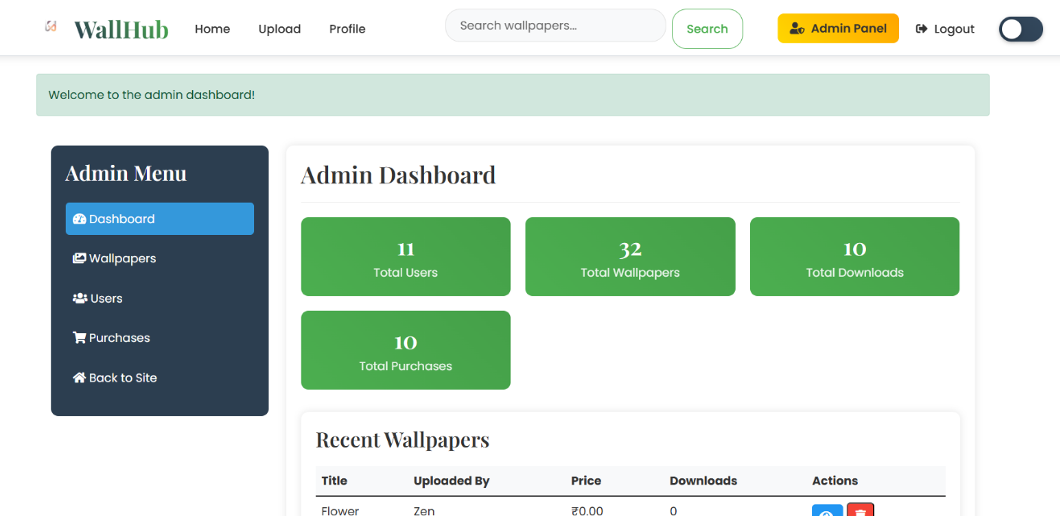 WallHub Home Upload Profile Search wallpapers... Search Admin Panel Logout
Welcome to the admin dashboard!
Admin Menu
Dashboard
Wallpapers
Users
Purchases
Back to Site
Admin Dashboard
11 32 10
Total Users Total Wallpapers Total Downloads
10
Total Purchases
Recent Wallpapers
Title Uploaded By Price Downloads Actions
Flower Zen ₹0.00 0